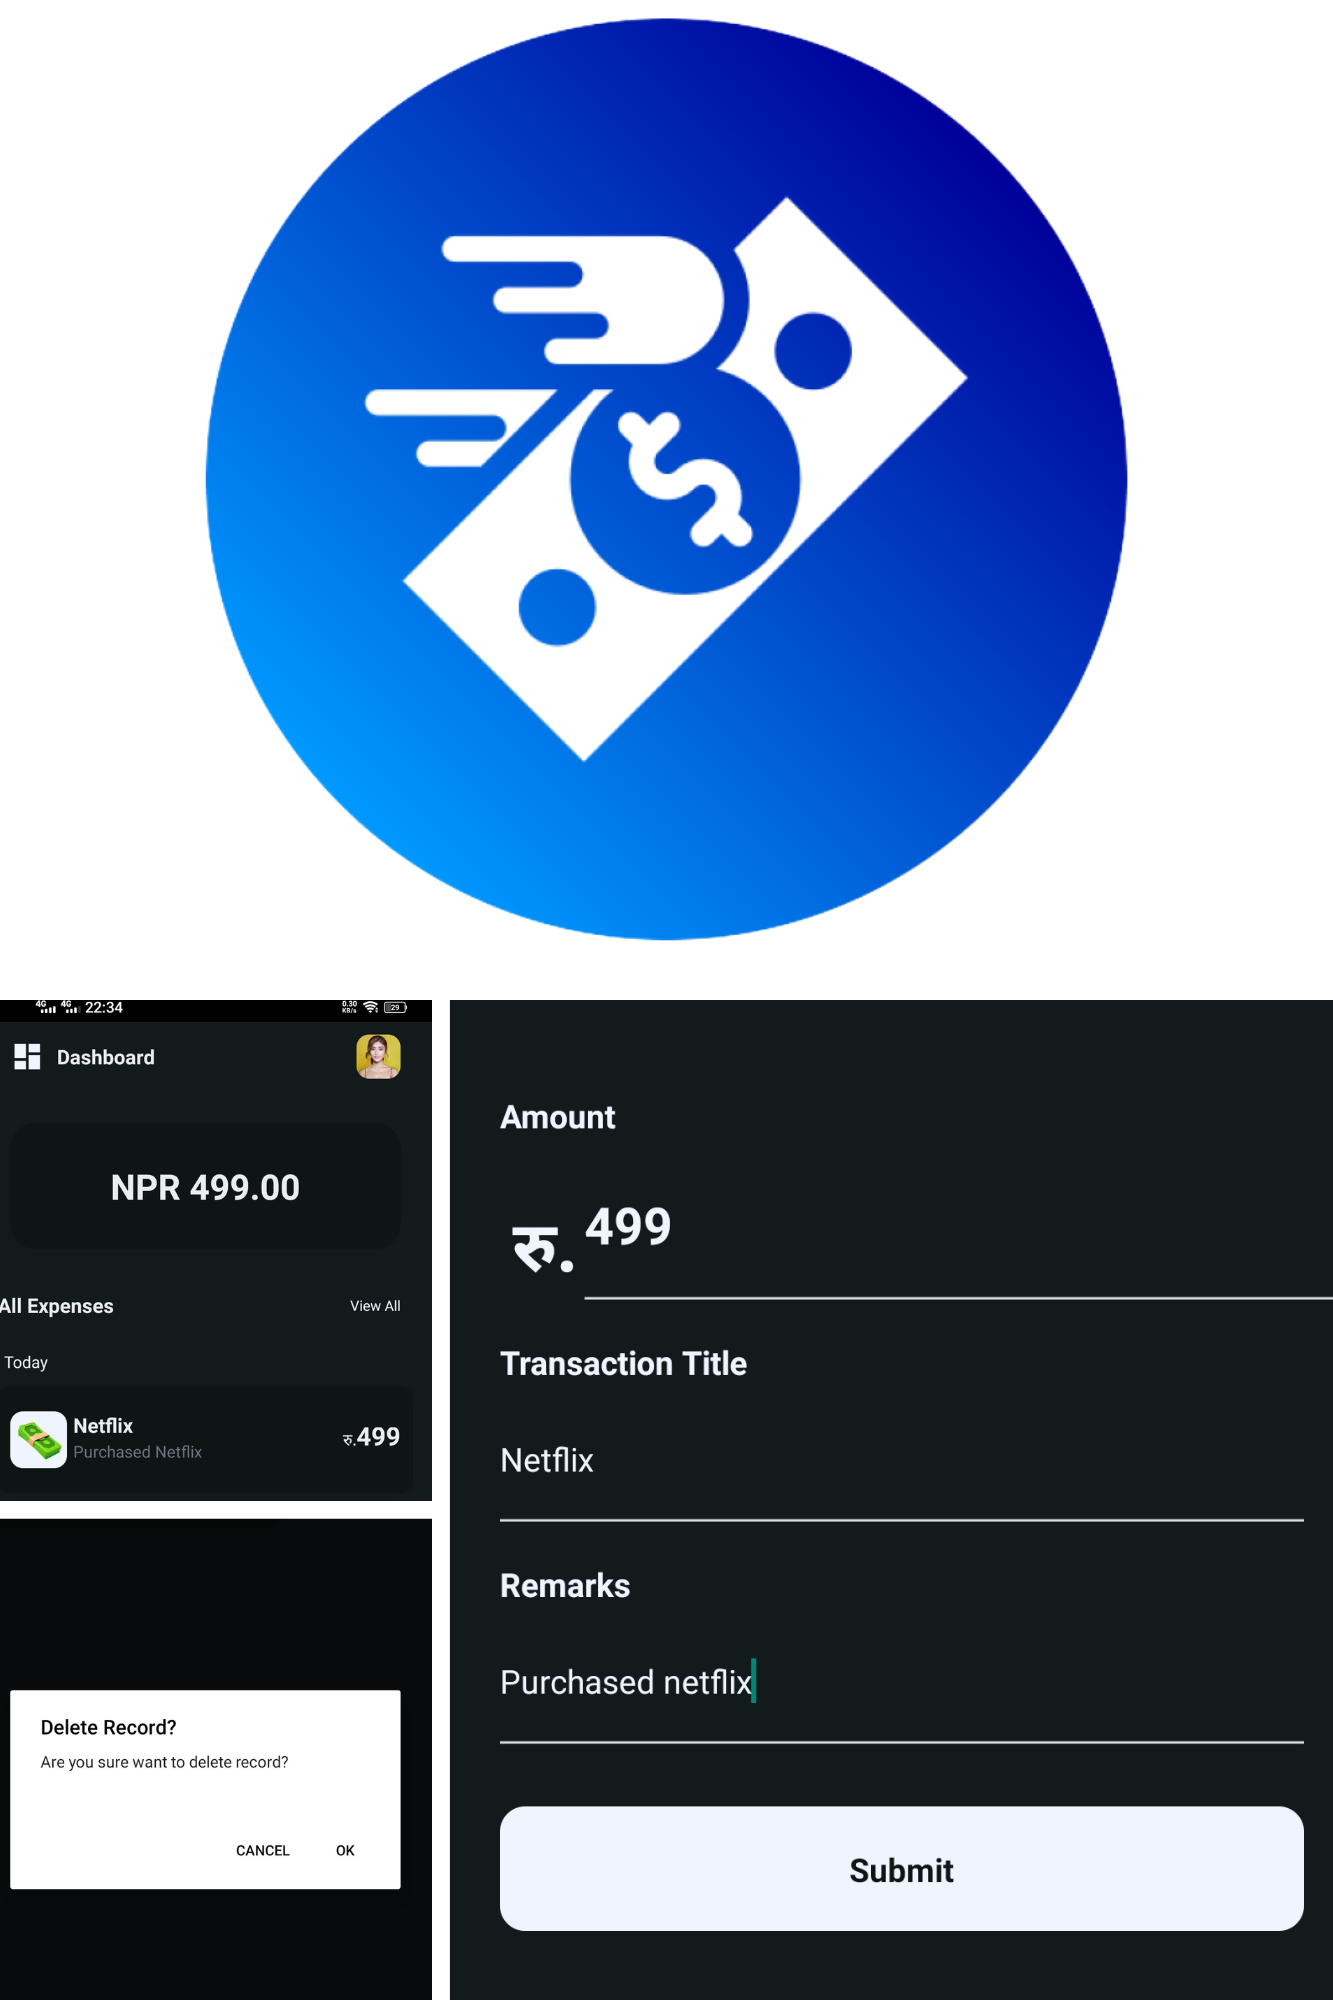 4G 4G 22:34 0.30 KB/s 29
Dashboard
NPR 499.00
All Expenses View All
Today
Netflix
Purchased Netflix
रु.499
Delete Record?
Are you sure want to delete record?
CANCEL OK
Amount
रु. 499
Transaction Title
Netflix
Remarks
Purchased netflix
Submit